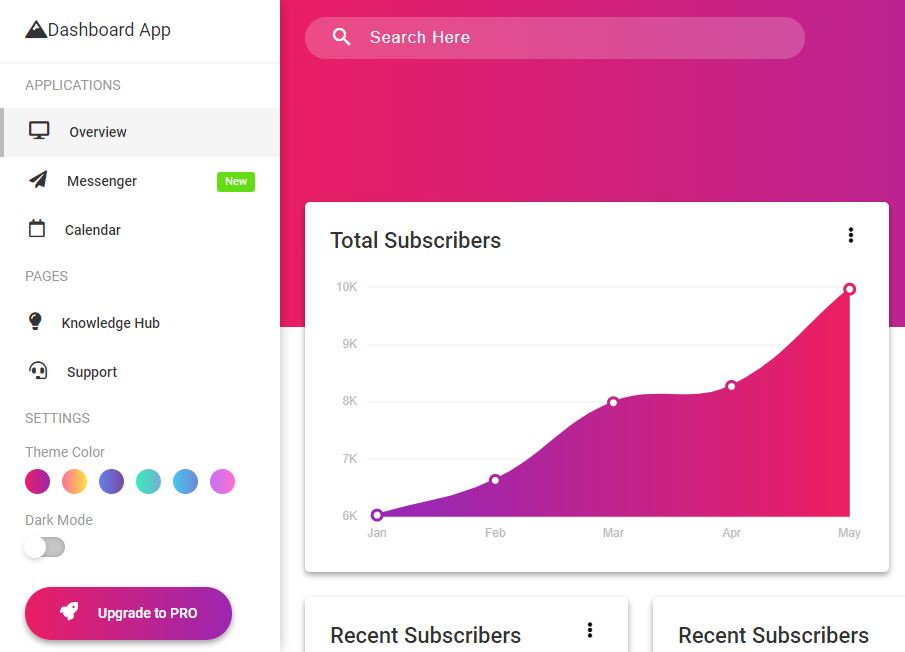 Dashboard App
APPLICATIONS
Overview
Messenger
New
Calendar
PAGES
Knowledge Hub
Support
SETTINGS
Theme Color
Dark Mode
Upgrade to PRO
Search Here
Total Subscribers
10K
9K
8K
7K
6K
Jan Feb Mar Apr May
Recent Subscribers
Recent Subscribers